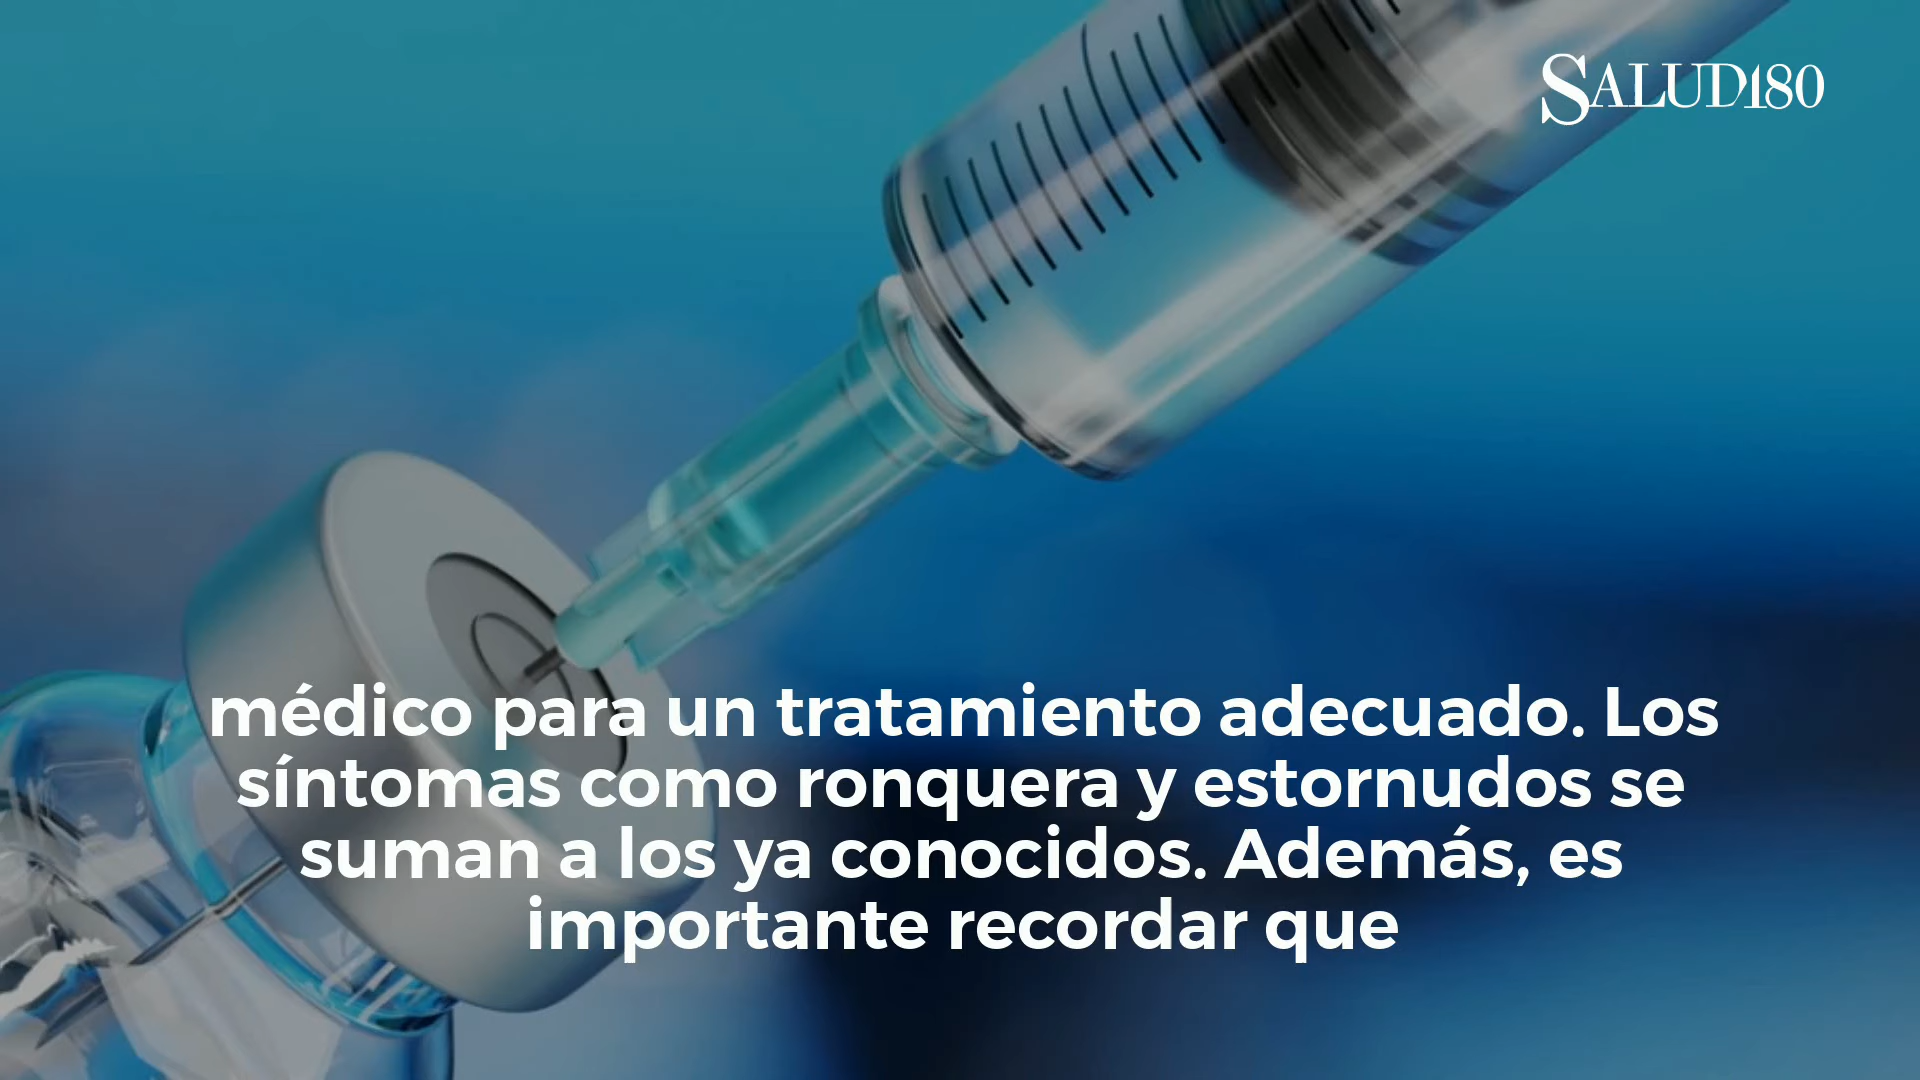 SALUD180
médico para un tratamiento adecuado. Los
síntomas como ronquera y estornudos se
suman a los ya conocidos. Además, es
importante recordar que